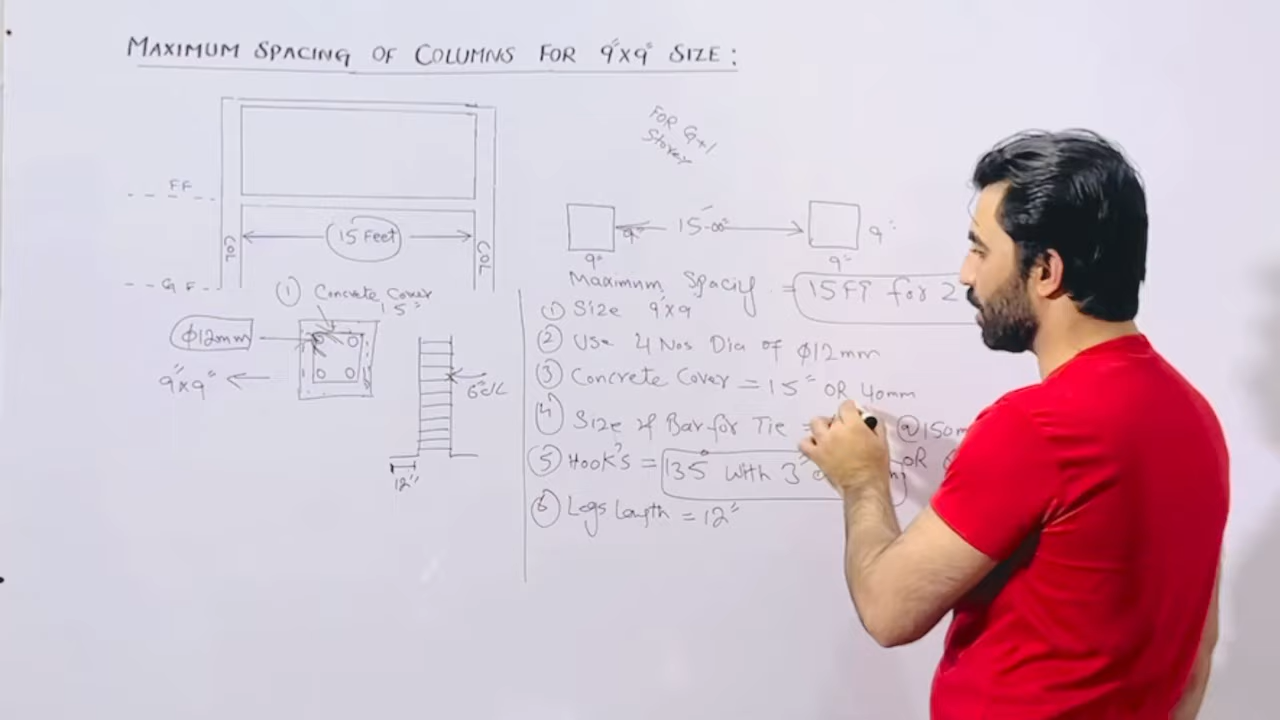 MAXIMUM SPACING OF COLUMNS FOR 9"x9" SIZE:
FOR G+1
Storey
FF
15 Feet
COL
COL
GF
15'-00"
9"
9"
9"
9"
Maximum Spacing = 15FT for 2
① Concrete Cover
1.5"
Φ12mm
9"x9"
6"c/c
12"
① Size 9"x9
② Use 4 Nos Dia of Φ12mm
③ Concrete Cover = 1.5" OR 40mm
④ Size of Bar for Tie = @150m
OR
⑤ Hook's = 135° with 3"
⑥ Legs Length = 12"